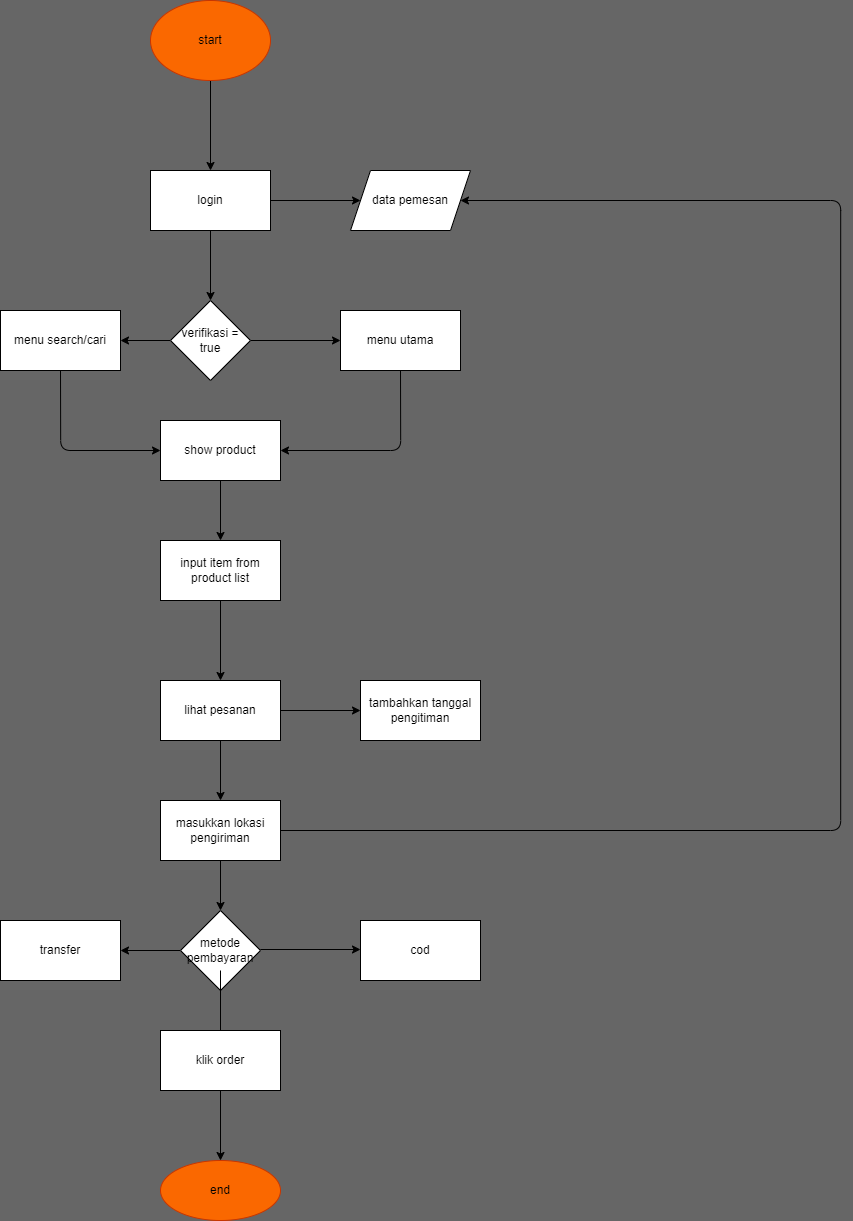 start
login
data pemesan
menu search/cari
verifikasi =
true
menu utama
show product
input item from
product list
lihat pesanan
tambahkan tanggal
pengitiman
masukkan lokasi
pengiriman
transfer
metode
pembayaran
cod
klik order
end